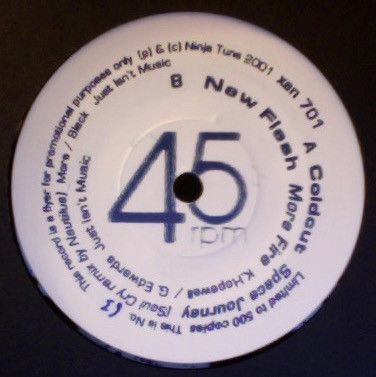 This record is a flyer for promotional purposes only (p) & (c) Ninja Tune 2001 xen 701
A Coldcut Space Journey (Soul Cry remix by Nautilus) More / Black Just Isn't Music
B New Flesh More Fire K.Hopewell / G. Edwards Just Isn't Music
Limited to 500 copies This is No.
45
rpm